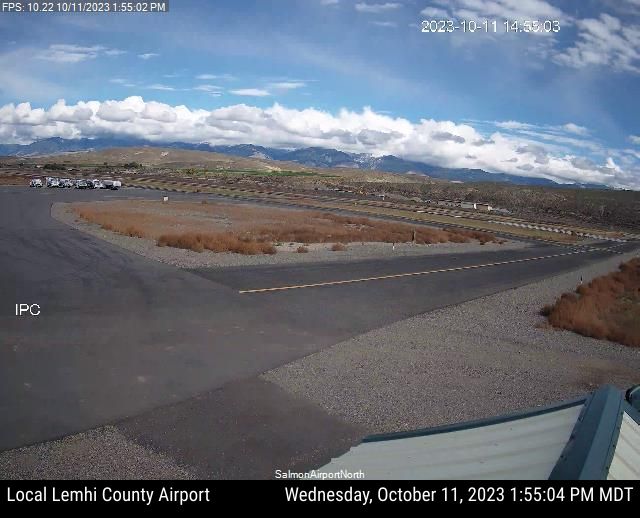 FPS: 10.22 10/11/2023 1:55:02 PM
2023-10-11 14:55:03
IPC
SalmonAirportNorth
Local Lemhi County Airport Wednesday, October 11, 2023 1:55:04 PM MDT